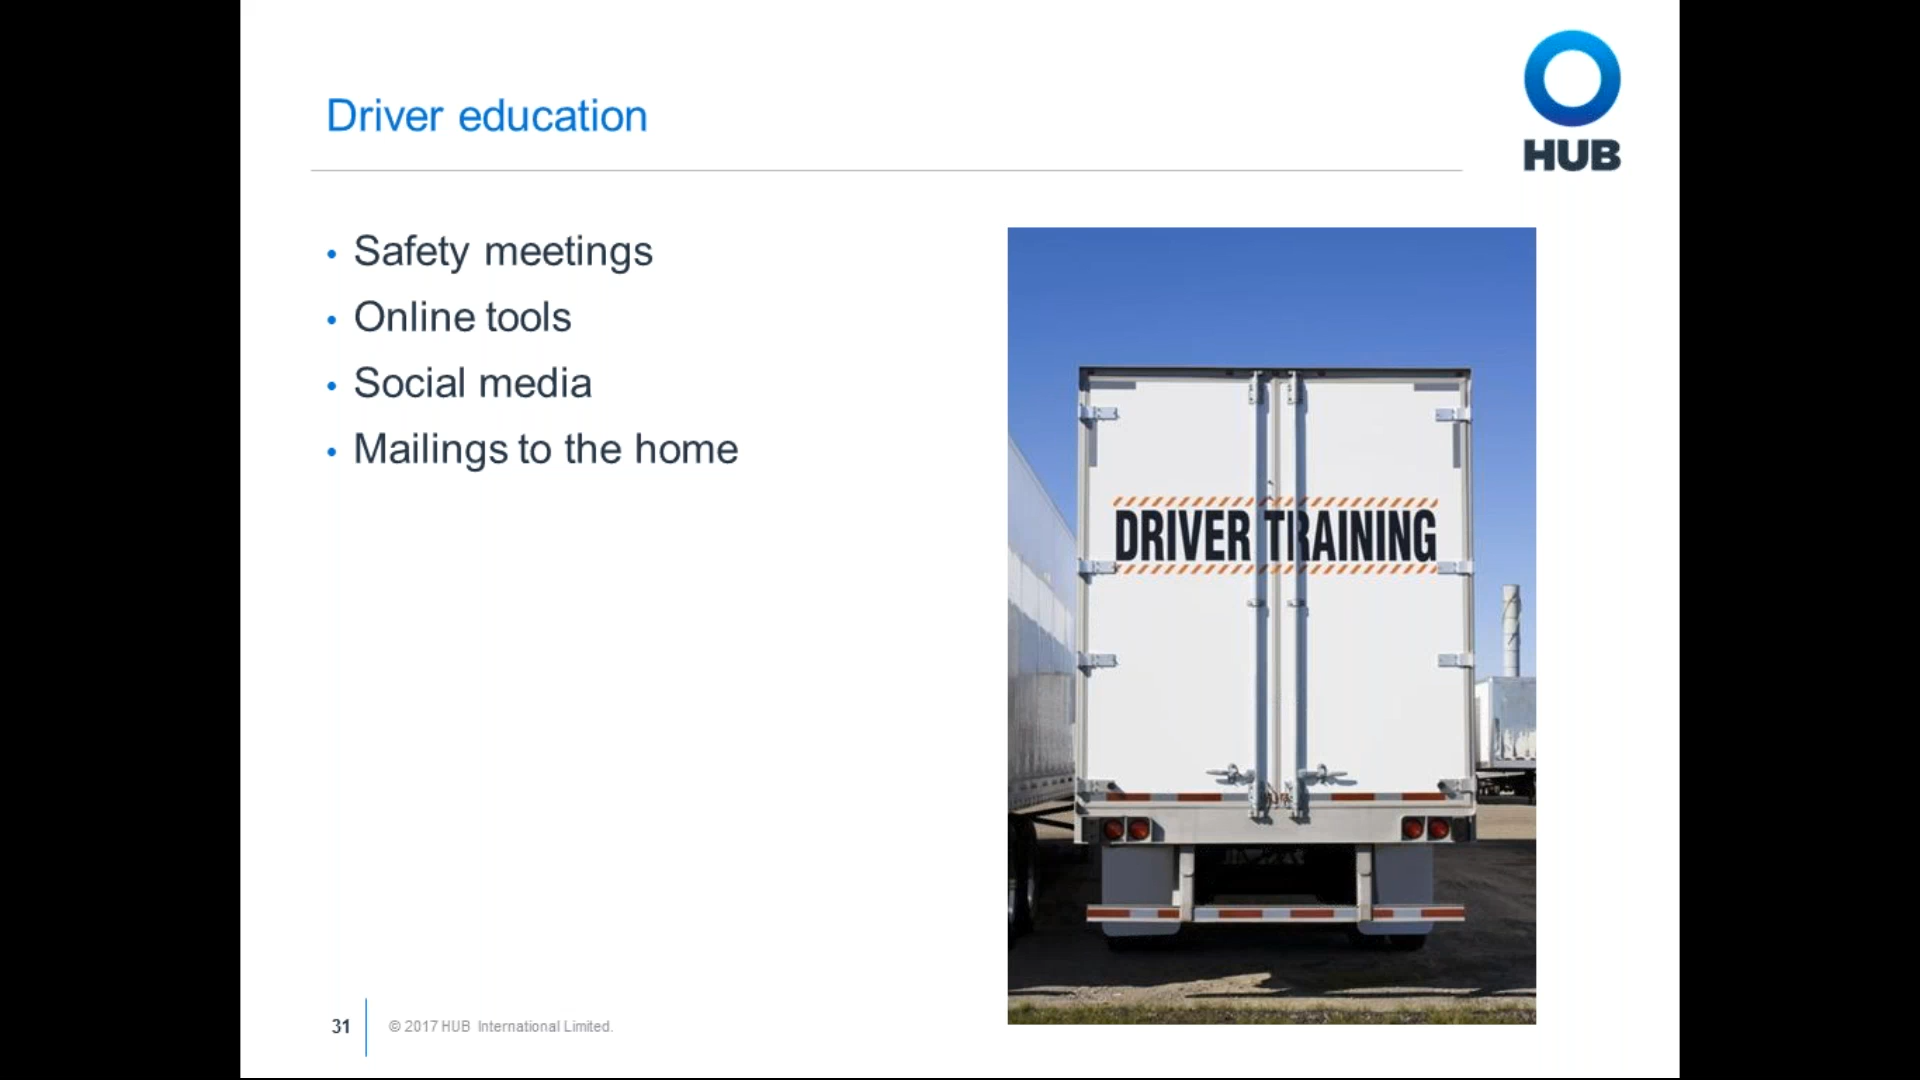 Driver education
HUB
• Safety meetings
• Online tools
• Social media
• Mailings to the home
DRIVER TRAINING
31
© 2017 HUB International Limited.